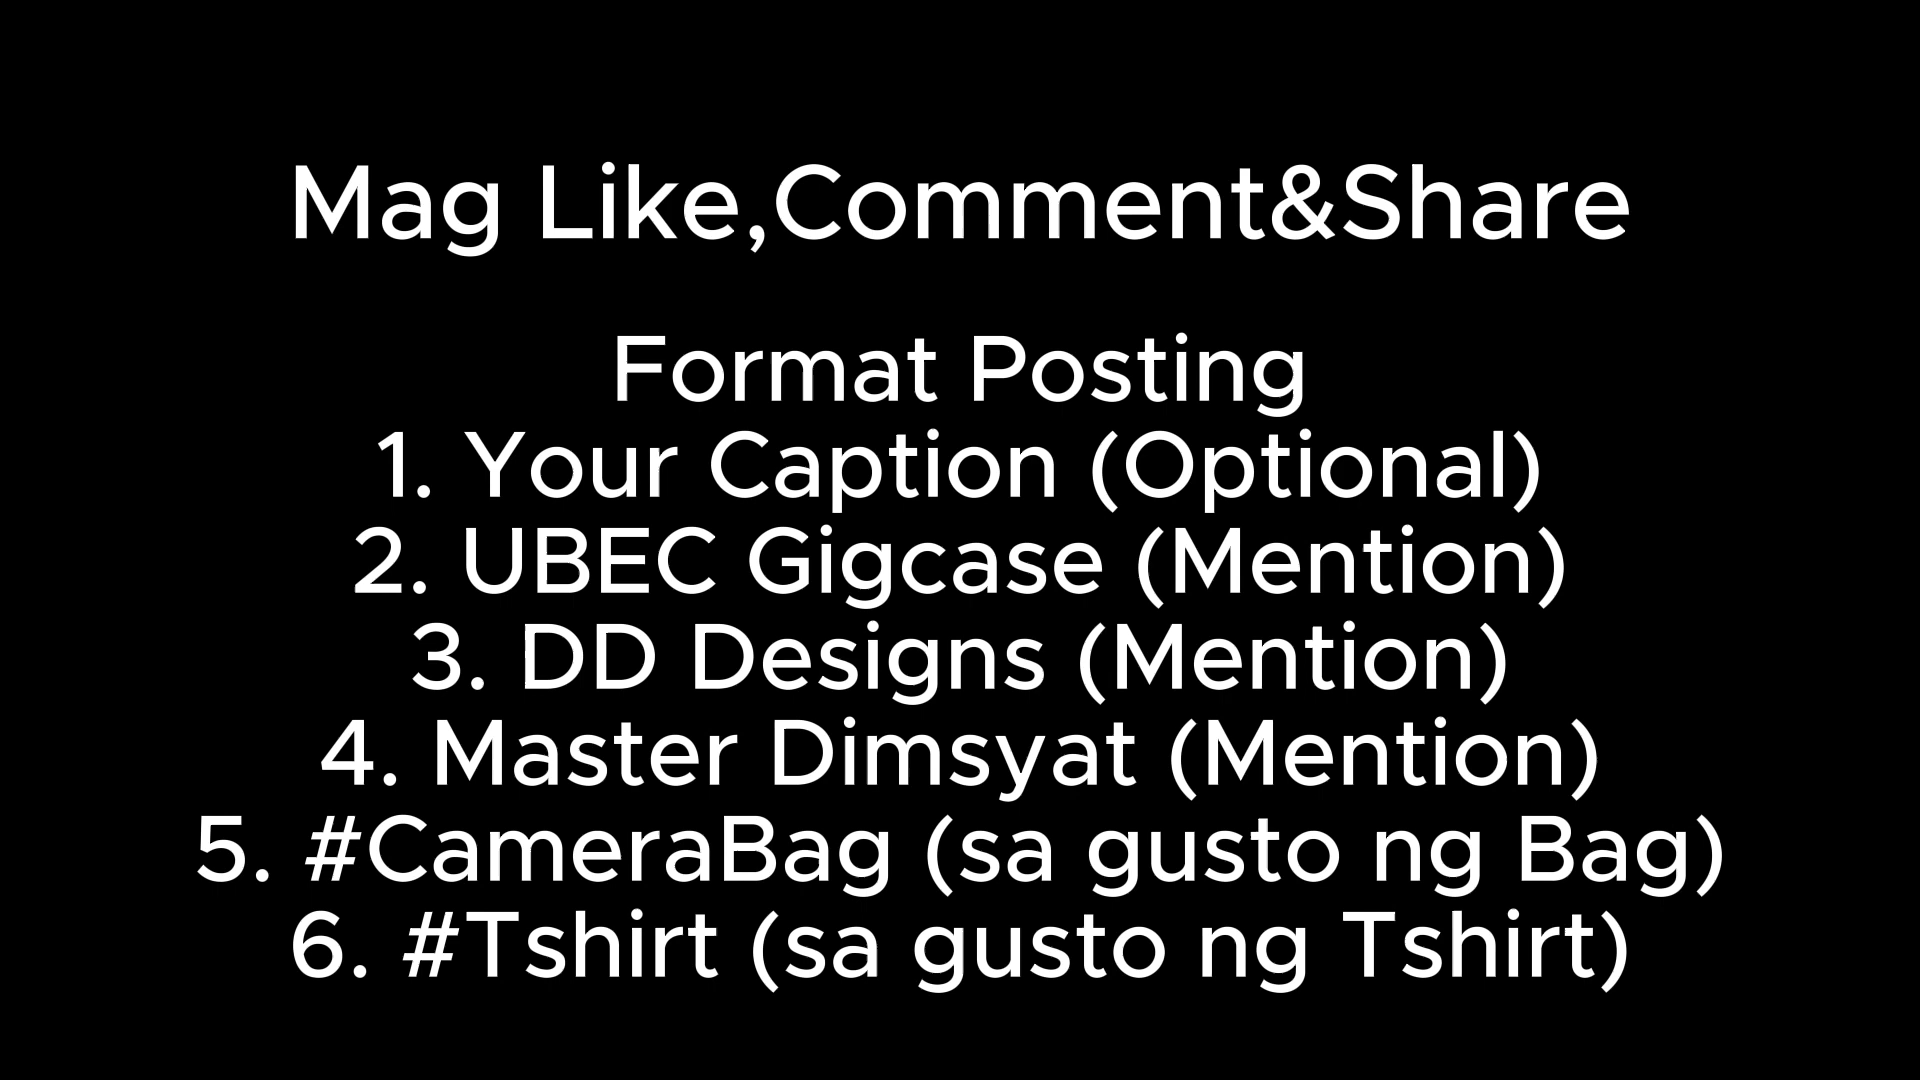 Mag Like,Comment&Share
Format Posting
1. Your Caption (Optional)
2. UBEC Gigcase (Mention)
3. DD Designs (Mention)
4. Master Dimsyat (Mention)
5. #CameraBag (sa gusto ng Bag)
6. #Tshirt (sa gusto ng Tshirt)